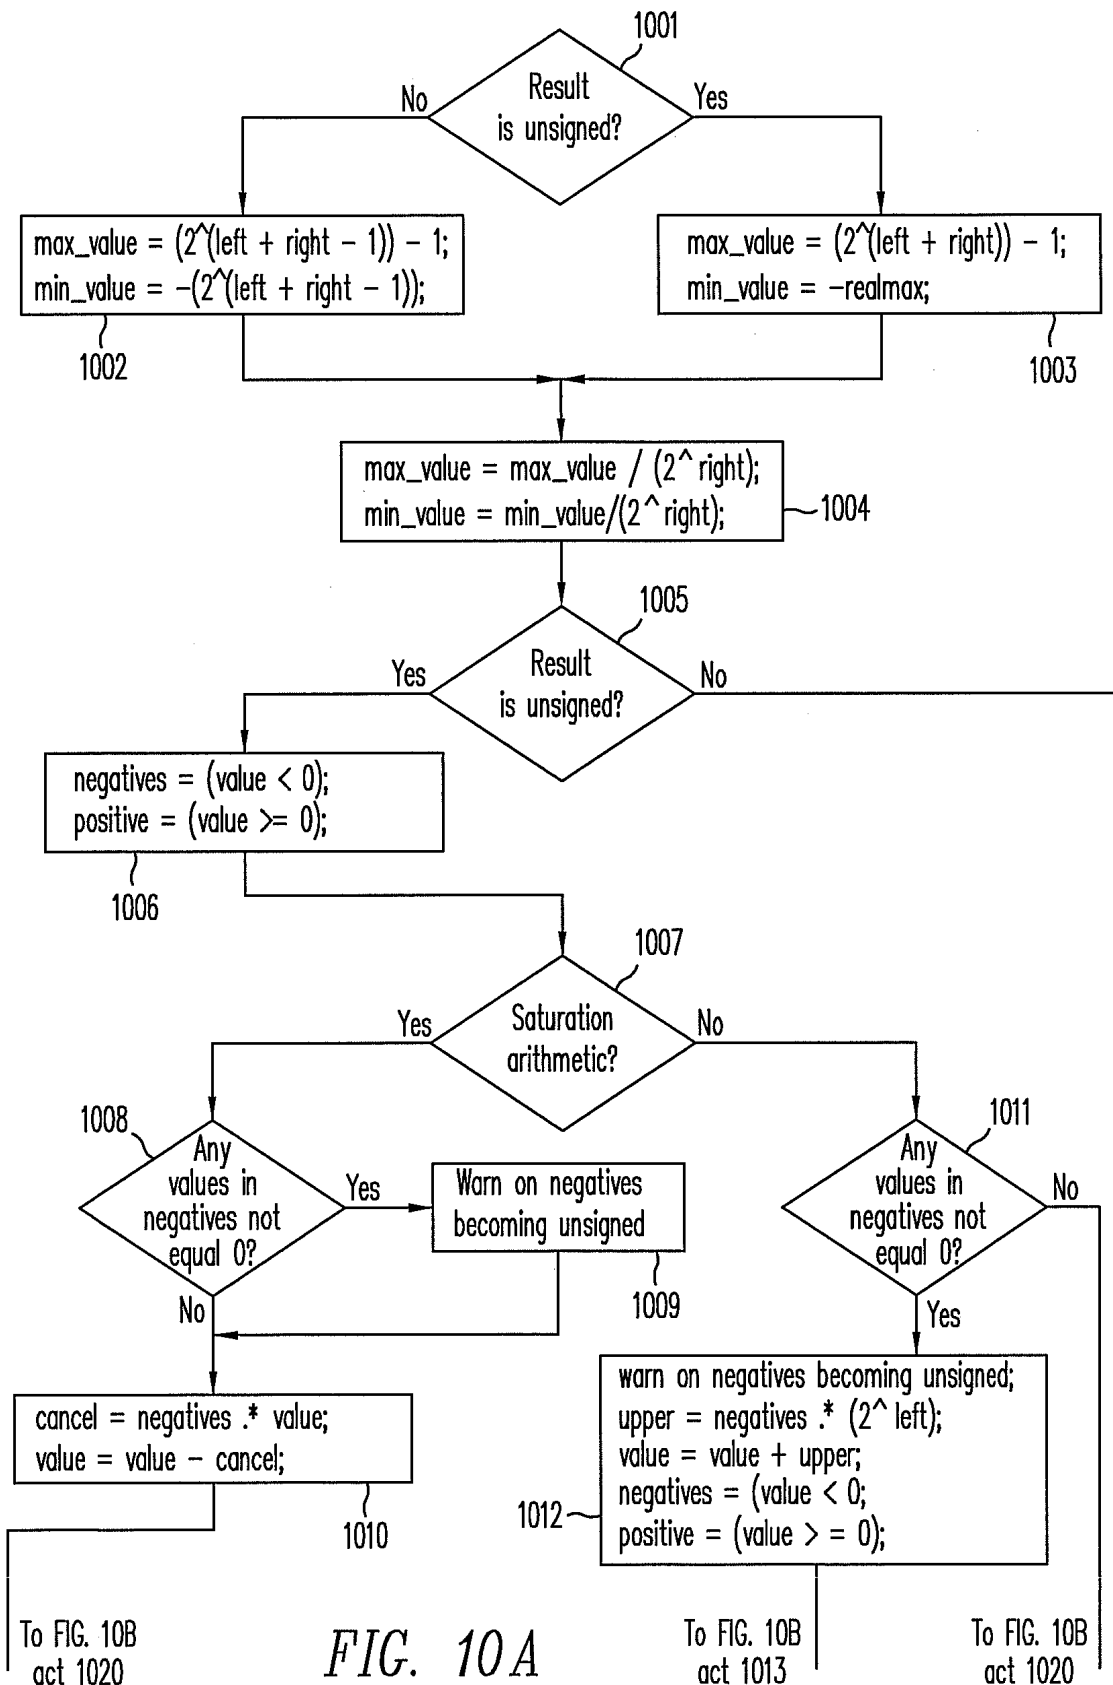 1001
Result
is unsigned?
No
Yes
max_value = (2^(left + right - 1)) - 1;
min_value = -(2^(left + right - 1));
1002
max_value = (2^(left + right)) - 1;
min_value = -realmax;
1003
max_value = max_value / (2^ right);
min_value = min_value/(2^ right);
1004
1005
Result
is unsigned?
Yes
No
negatives = (value < 0);
positive = (value >= 0);
1006
1007
Saturation
arithmetic?
Yes
No
1008
Any
values in
negatives not
equal 0?
Yes
No
Warn on negatives
becoming unsigned
1009
1011
Any
values in
negatives not
equal 0?
No
Yes
cancel = negatives .* value;
value = value - cancel;
1010
warn on negatives becoming unsigned;
upper = negatives .* (2^ left);
value = value + upper;
negatives = (value < 0;
positive = (value > = 0);
1012
To FIG. 10B
act 1020
FIG. 10A
To FIG. 10B
act 1013
To FIG. 10B
act 1020